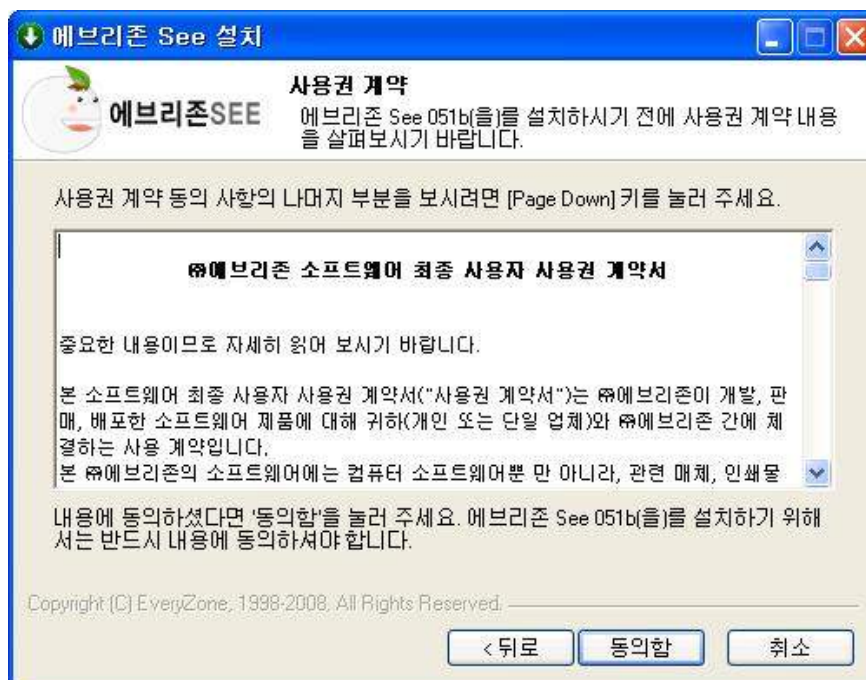 에브리존 See 설치
에브리존SEE
사용권 계약
에브리존 See 051b(을)를 설치하시기 전에 사용권 계약 내용
을 살펴보시기 바랍니다.
사용권 계약 동의 사항의 나머지 부분을 보시려면 [Page Down] 키를 눌러 주세요.
㈜에브리존 소프트웨어 최종 사용자 사용권 계약서
중요한 내용이므로 자세히 읽어 보시기 바랍니다.
본 소프트웨어 최종 사용자 사용권 계약서("사용권 계약서")는 ㈜에브리존이 개발, 판
매, 배포한 소프트웨어 제품에 대해 귀하(개인 또는 단일 업체)와 ㈜에브리존 간에 체
결하는 사용 계약입니다.
본 ㈜에브리존의 소프트웨어에는 컴퓨터 소프트웨어뿐 만 아니라, 관련 매체, 인쇄물
내용에 동의하셨다면 '동의함'을 눌러 주세요. 에브리존 See 051b(을)를 설치하기 위해
서는 반드시 내용에 동의하셔야 합니다.
Copyright (C) EveryZone, 1998-2008, All Rights Reserved.
< 뒤로
동의함
취소